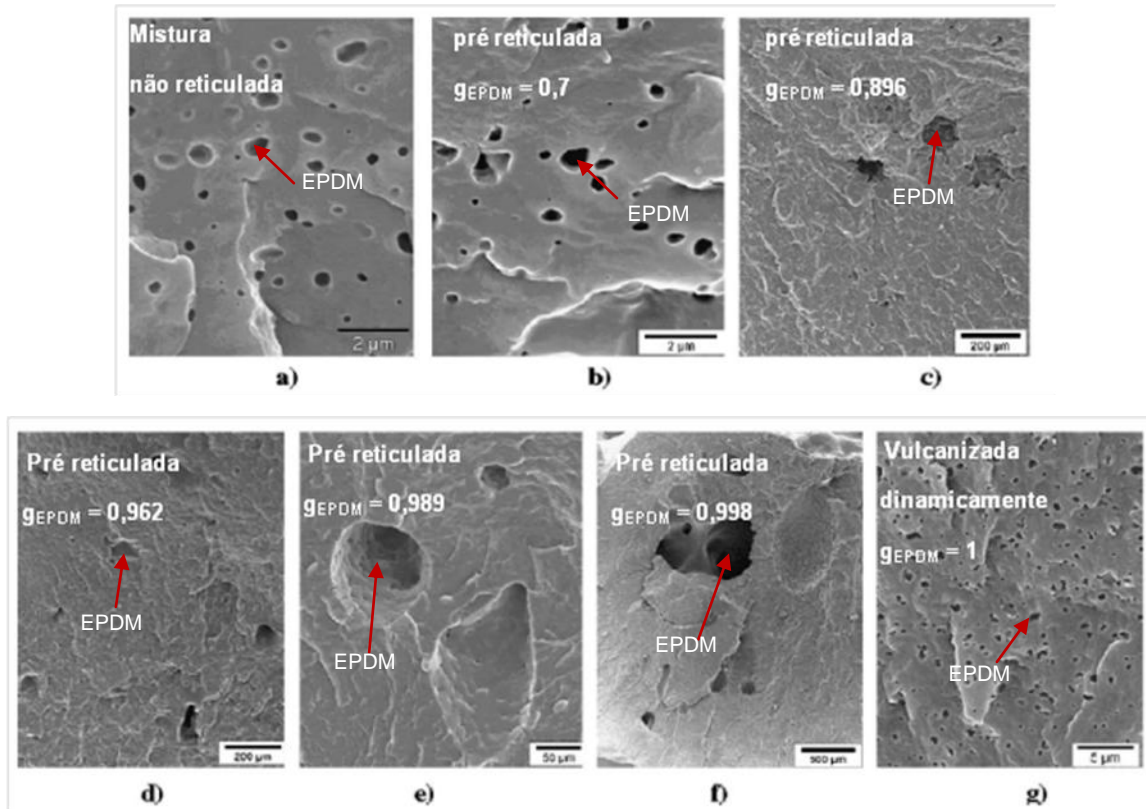 Mistura
não reticulada
EPDM
2 µm
a)
pré reticulada
gEPDM = 0,7
EPDM
2 µm
b)
pré reticulada
gEPDM = 0,896
EPDM
200 µm
c)
Pré reticulada
gEPDM = 0,962
EPDM
200 µm
d)
Pré reticulada
gEPDM = 0,989
EPDM
50 µm
e)
Pré reticulada
gEPDM = 0,998
EPDM
500 µm
f)
Vulcanizada
dinamicamente
gEPDM = 1
EPDM
5 µm
g)